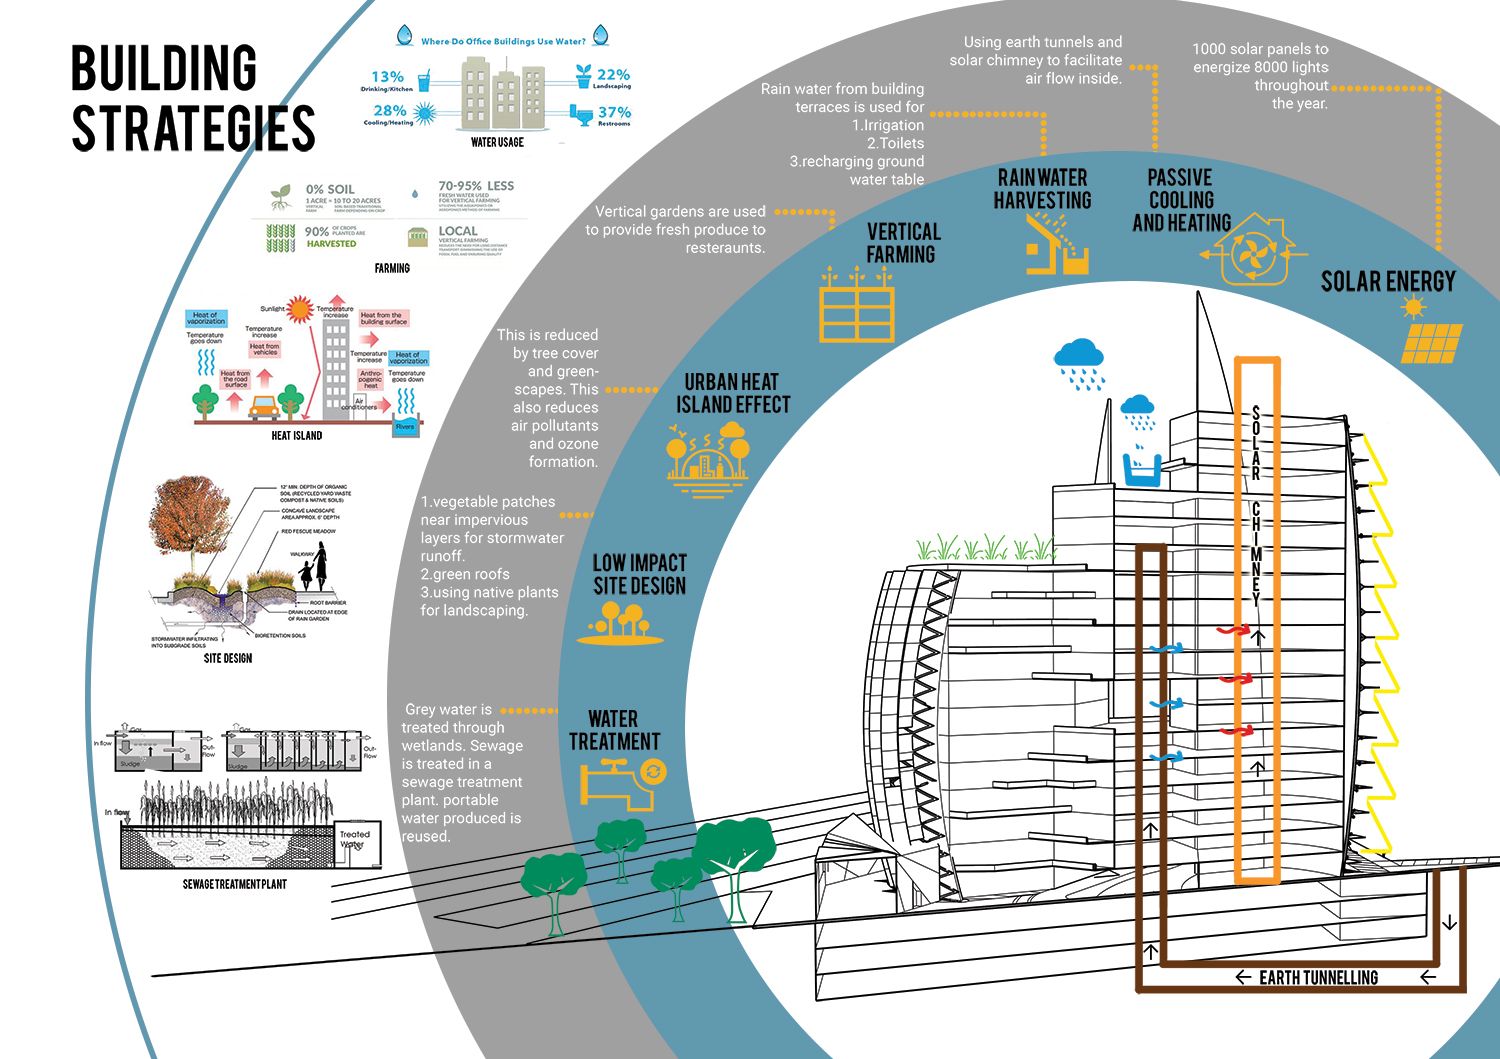 BUILDING
STRATEGIES
Where Do Office Buildings Use Water?
13%
Drinking/Kitchen
22%
Landscaping
28%
Cooling/Heating
37%
Restrooms
WATER USAGE
0% SOIL
1 ACRE = 10 TO 20 ACRES
VERTICAL
FARM
SOIL BASED TRADITIONAL
FARM DEPENDING ON CROP
70-95% LESS
FRESH WATER USED
FOR VERTICAL FARMING
90%
OF CROPS
PLANTED ARE
HARVESTED
LOCAL
VERTICAL FARMING
FARMING
Sunlight
Temperature
increase
Heat of
vaporization
Temperature
goes down
Temperature
increase
Heat from
vehicles
Heat from
the road
surface
Heat from the
building surface
Temperature
increase
Anthro-
pogenic
heat
Air
conditioners
Heat of
vaporization
Temperature
goes down
Rivers
HEAT ISLAND
12" MIN. DEPTH OF ORGANIC
SOIL (RECYCLED YARD WASTE
COMPOST & NATIVE SOILS)
CONCAVE LANDSCAPE
AREA APPROX. 6" DEPTH
RED FESCUE MEADOW
WALKWAY
ROOT BARRIER
DRAIN LOCATED AT EDGE
OF RAIN GARDEN
BIORETENTION SOILS
STORMWATER INFILTRATING
INTO SUBGRADE SOILS
SITE DESIGN
Gas
In flow
Sludge
Out-
Flow
Gas
Sludge
Out-
Flow
In flow
Treated
Water
SEWAGE TREATMENT PLANT
Grey water is
treated through
wetlands. Sewage
is treated in a
sewage treatment
plant. portable
water produced is
reused.
WATER
TREATMENT
1.vegetable patches
near impervious
layers for stormwater
runoff.
2.green roofs
3.using native plants
for landscaping.
LOW IMPACT
SITE DESIGN
This is reduced
by tree cover
and green-
scapes. This
also reduces
air pollutants
and ozone
formation.
URBAN HEAT
ISLAND EFFECT
Vertical gardens are used
to provide fresh produce to
resteraunts.
VERTICAL
FARMING
Rain water from building
terraces is used for
1.Irrigation
2.Toilets
3.recharging ground
water table
RAIN WATER
HARVESTING
Using earth tunnels and
solar chimney to facilitate
air flow inside.
PASSIVE
COOLING
AND HEATING
1000 solar panels to
energize 8000 lights
throughout
the year.
SOLAR ENERGY
SOLAR CHIMNEY
EARTH TUNNELLING